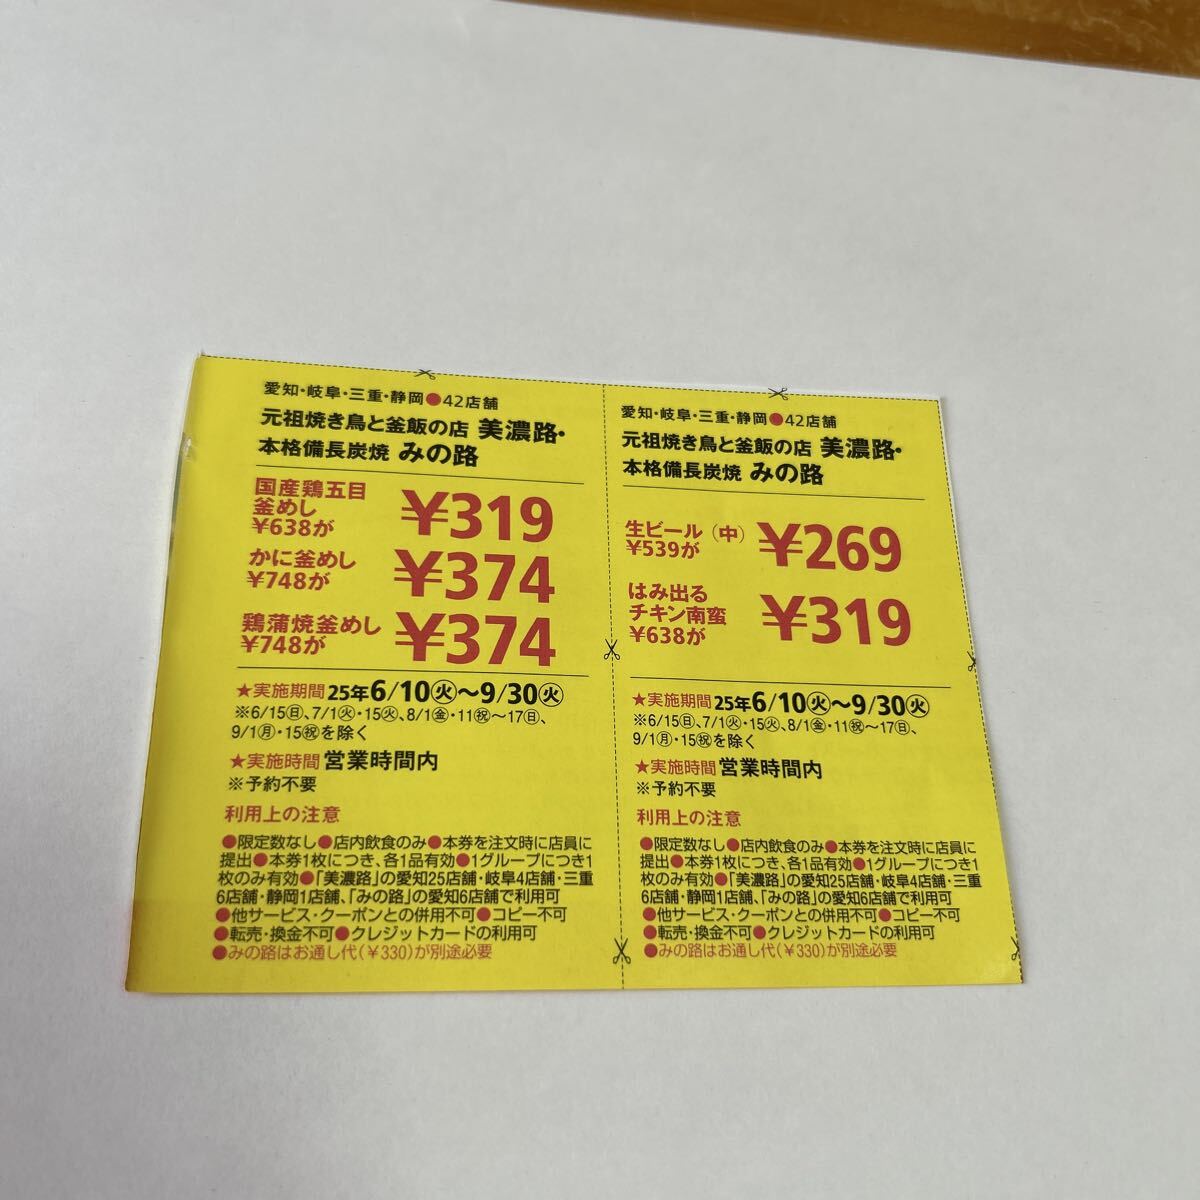 愛知・岐阜・三重・静岡●42店舗
元祖焼き鳥と釜飯の店 美濃路・
本格備長炭焼 みの路
国産鶏五目
釜めし
¥638が
¥319
かに釜めし
¥748が
¥374
鶏蒲焼釜めし
¥748が
¥374
★実施期間 25年6/10㊋〜9/30㊋
※6/15㊐、7/1㊋・15㊋、8/1㊎・11㊗〜17㊐、
9/1㊊・15㊗を除く
★実施時間 営業時間内
※予約不要
利用上の注意
●限定数なし●店内飲食のみ●本券を注文時に店員に
提出●本券1枚につき、各1品有効●1グループにつき1
枚のみ有効●「美濃路」の愛知25店舗・岐阜4店舗・三重
6店舗・静岡1店舗、「みの路」の愛知6店舗で利用可
●他サービス・クーポンとの併用不可●コピー不可
●転売・換金不可●クレジットカードの利用可
●みの路はお通し代(¥330)が別途必要
愛知・岐阜・三重・静岡●42店舗
元祖焼き鳥と釜飯の店 美濃路・
本格備長炭焼 みの路
生ビール(中)
¥539が
¥269
はみ出る
チキン南蛮
¥638が
¥319
★実施期間 25年6/10㊋〜9/30㊋
※6/15㊐、7/1㊋・15㊋、8/1㊎・11㊗〜17㊐、
9/1㊊・15㊗を除く
★実施時間 営業時間内
※予約不要
利用上の注意
●限定数なし●店内飲食のみ●本券を注文時に店員に
提出●本券1枚につき、各1品有効●1グループにつき1
枚のみ有効●「美濃路」の愛知25店舗・岐阜4店舗・三重
6店舗・静岡1店舗、「みの路」の愛知6店舗で利用可
●他サービス・クーポンとの併用不可●コピー不可
●転売・換金不可●クレジットカードの利用可
●みの路はお通し代(¥330)が別途必要